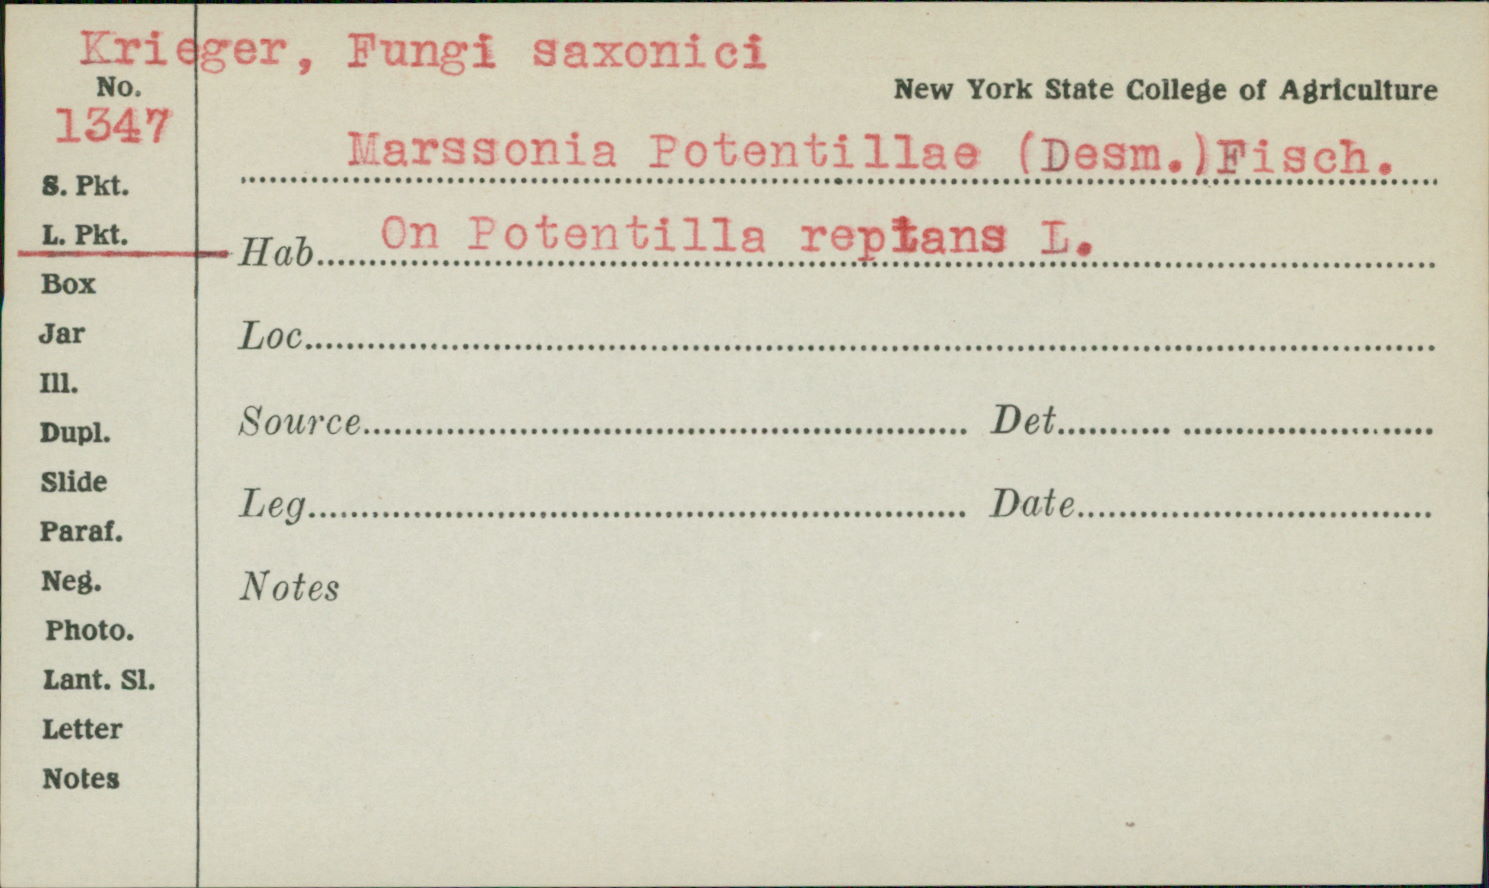 Krieger, Fungi saxonici
No.
1347
New York State College of Agriculture
Marssonia Potentillae (Desm.)Fisch.
S. Pkt.
L. Pkt.
Hab. On Potentilla reptans L.
Box
Jar
Loc.
Ill.
Dupl.
Source Det.
Slide
Leg. Date
Paraf.
Neg.
Notes
Photo.
Lant. Sl.
Letter
Notes